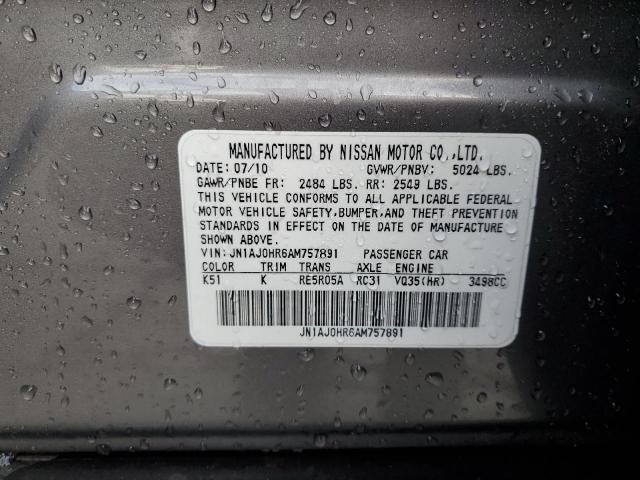 MANUFACTURED BY NISSAN MOTOR CO.,LTD.
DATE: 07/10 GVWR/PNBV: 5024 LBS.
GAWR/PNBE FR: 2484 LBS. RR: 2549 LBS.
THIS VEHICLE CONFORMS TO ALL APPLICABLE FEDERAL
MOTOR VEHICLE SAFETY,BUMPER,AND THEFT PREVENTION
STANDARDS IN EFFECT ON THE DATE OF MANUFACTURE
SHOWN ABOVE.
VIN: JN1AJ0HR6AM757891 PASSENGER CAR
COLOR TRIM TRANS AXLE ENGINE
K51 K RE5R05A RC31 VQ35(HR) 3498CC
JN1AJ0HR6AM757891